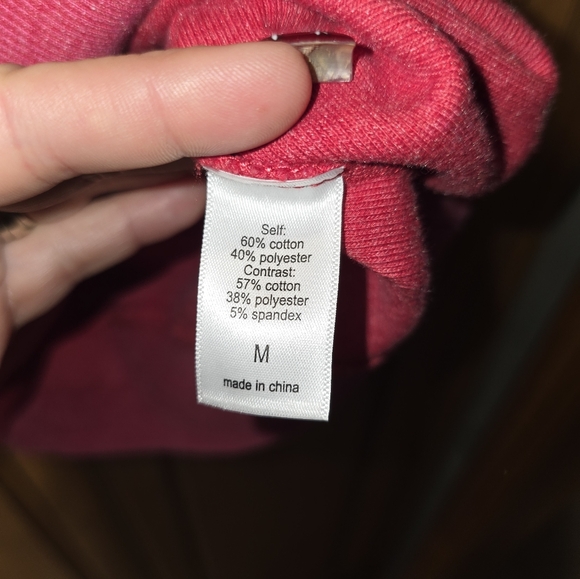 Self:
60% cotton
40% polyester
Contrast:
57% cotton
38% polyester
5% spandex
M
made in china